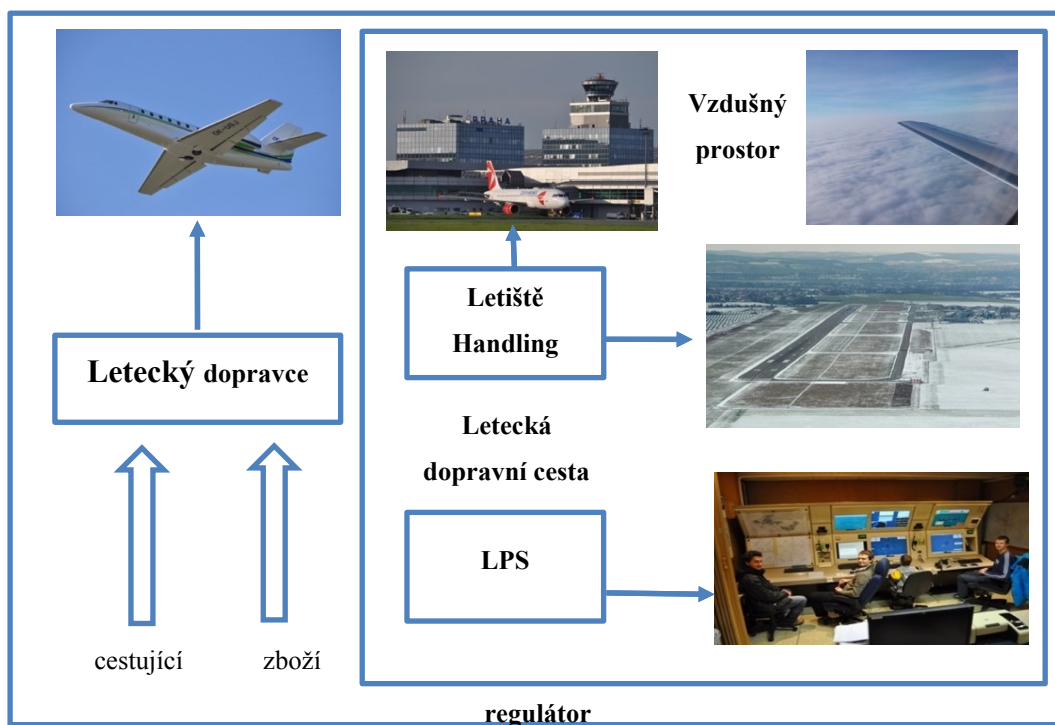 PRAHA
Vzdušný
prostor
Letiště
Handling
Letecký dopravce
Letecká
dopravní cesta
LPS
cestující
zboží
regulátor